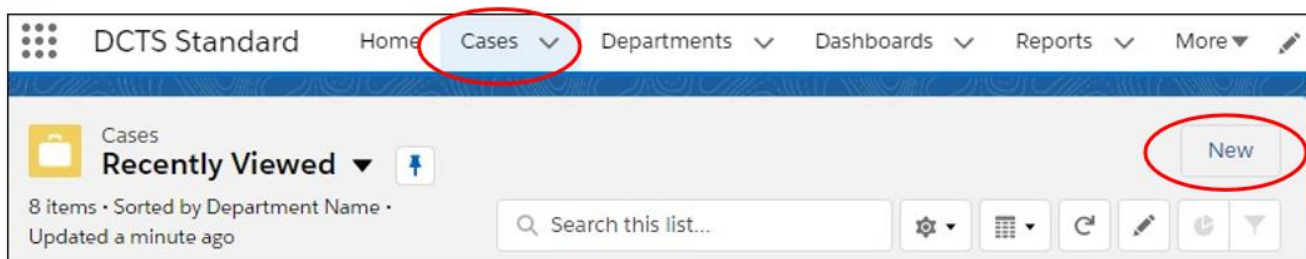 DCTS Standard Home Cases Departments Dashboards Reports More
Cases
Recently Viewed
New
8 items • Sorted by Department Name •
Updated a minute ago
Search this list...